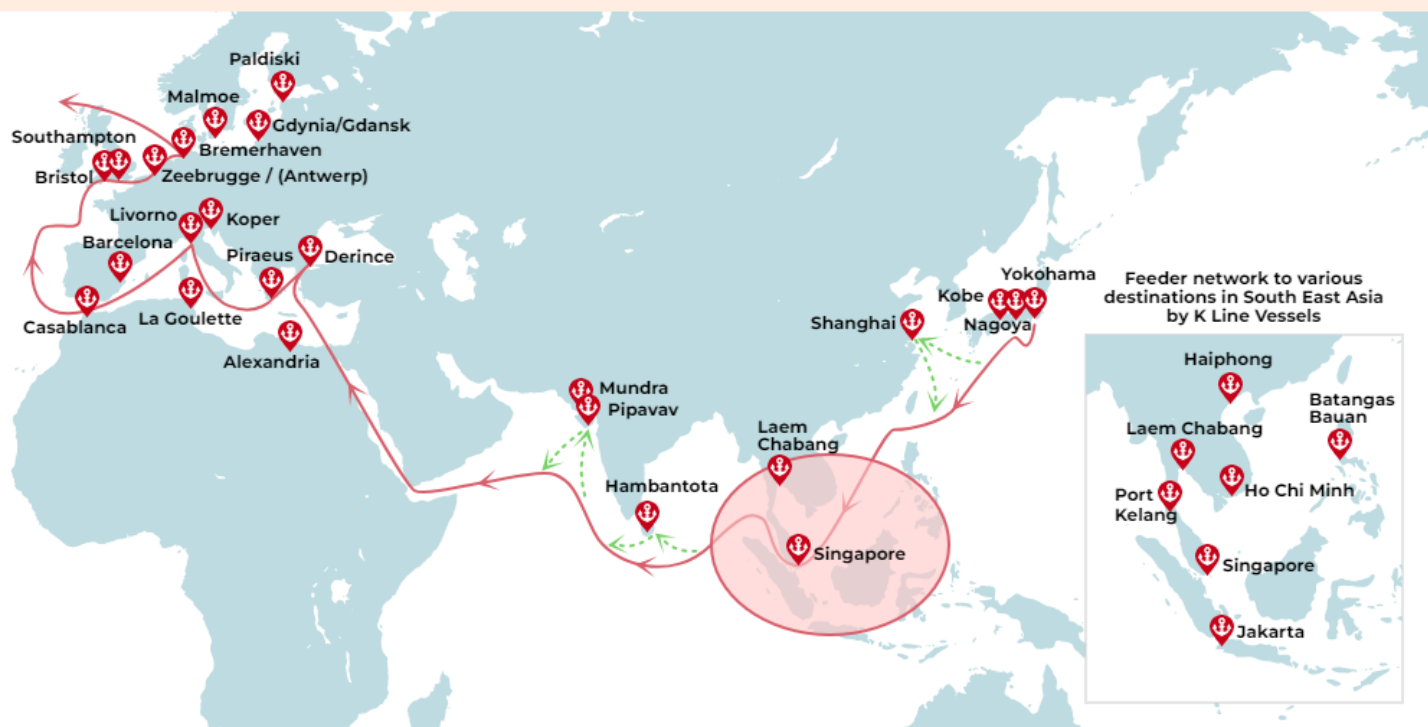 Paldiski
Malmoe
Gdynia/Gdansk
Southampton
Bremerhaven
Bristol
Zeebrugge / (Antwerp)
Livorno
Koper
Barcelona
Piraeus
Derince
Casablanca
La Goulette
Alexandria
Mundra
Pipavav
Hambantota
Laem
Chabang
Singapore
Shanghai
Yokohama
Kobe
Nagoya
Feeder network to various
destinations in South East Asia
by K Line Vessels
Haiphong
Batangas
Bauan
Laem Chabang
Port
Kelang
Ho Chi Minh
Singapore
Jakarta